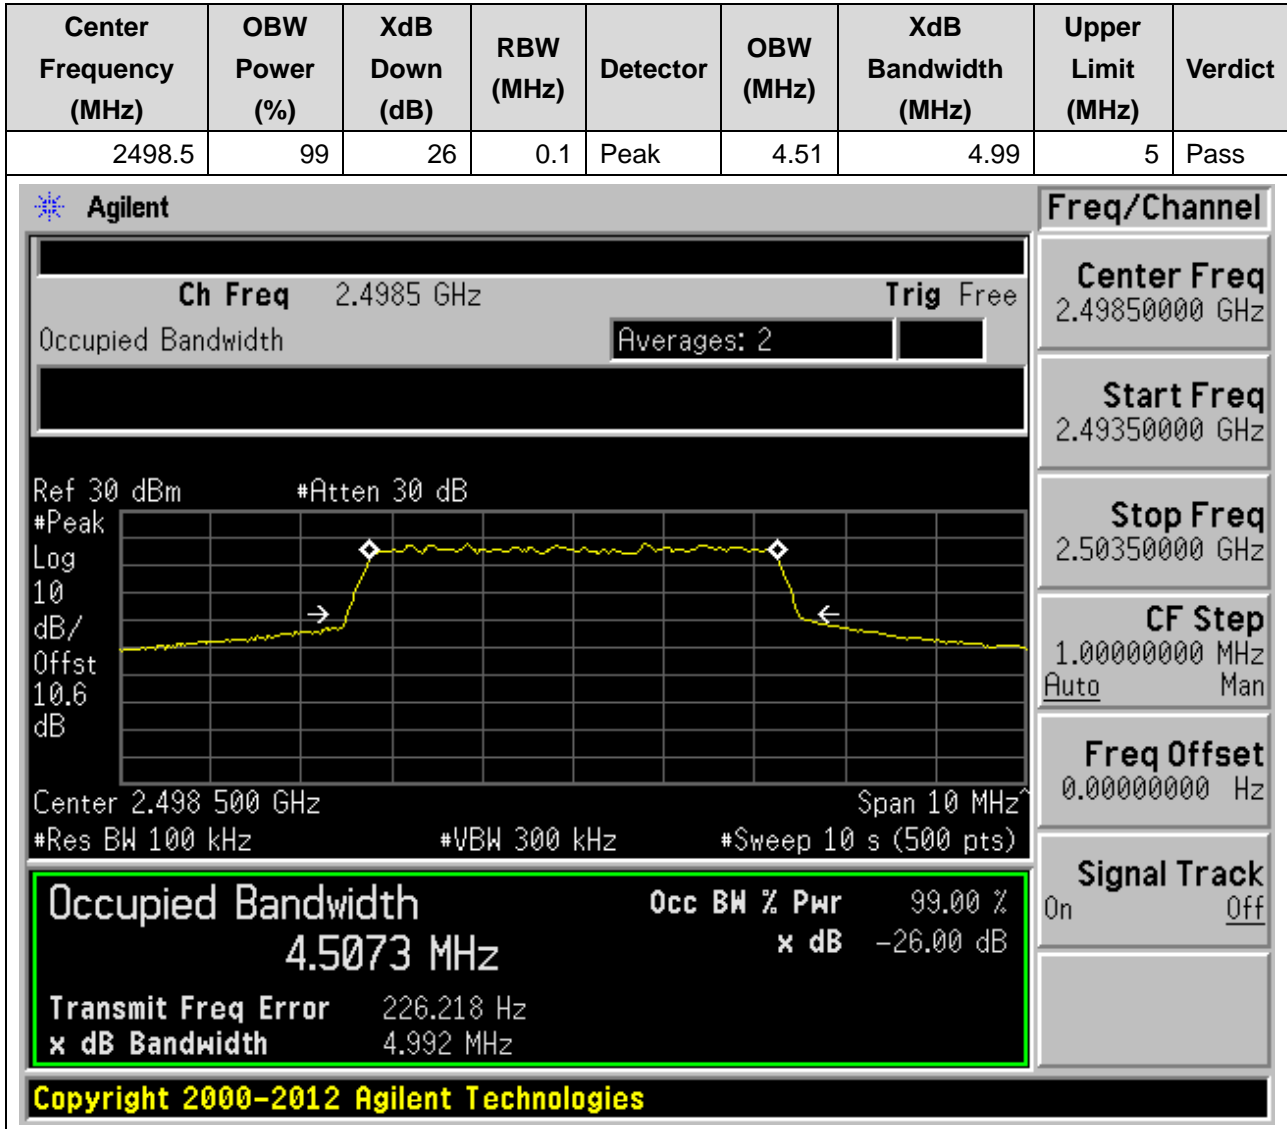 Center Frequency (MHz) OBW Power (%) XdB Down (dB) RBW (MHz) Detector OBW (MHz) XdB Bandwidth (MHz) Upper Limit (MHz) Verdict
2498.5 99 26 0.1 Peak 4.51 4.99 5 Pass
Agilent
Freq/Channel
Ch Freq 2.4985 GHz Trig Free
Occupied Bandwidth Averages: 2
Center Freq
2.49850000 GHz
Start Freq
2.49350000 GHz
Stop Freq
2.50350000 GHz
CF Step
1.00000000 MHz
Auto Man
Freq Offset
0.00000000 Hz
Signal Track
On Off
Ref 30 dBm #Atten 30 dB
#Peak
Log
10
dB/
Offst
10.6
dB
Center 2.498 500 GHz Span 10 MHz^
#Res BW 100 kHz #VBW 300 kHz #Sweep 10 s (500 pts)
Occupied Bandwidth Occ BW % Pwr 99.00 %
4.5073 MHz x dB -26.00 dB
Transmit Freq Error 226.218 Hz
x dB Bandwidth 4.992 MHz
Copyright 2000-2012 Agilent Technologies